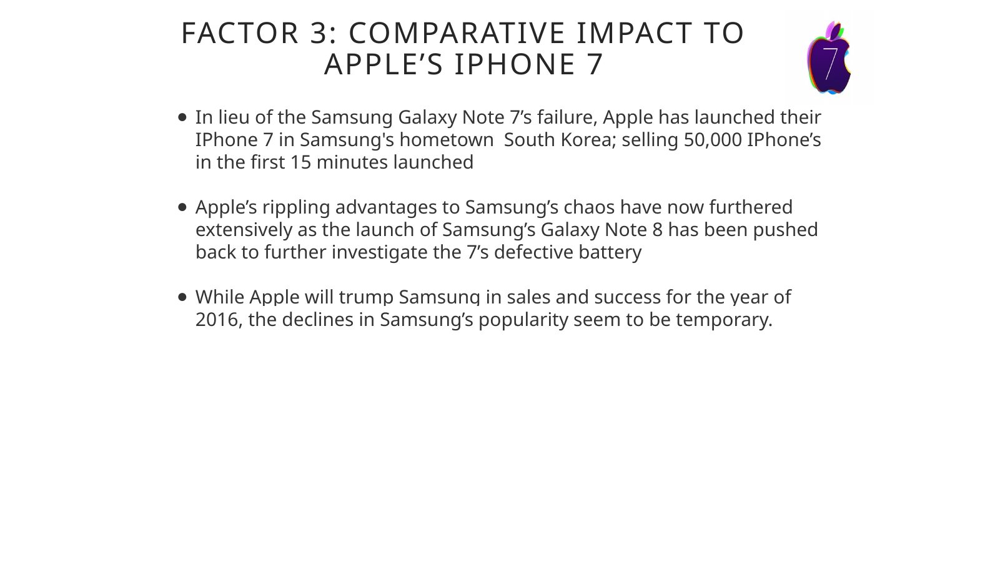 FACTOR 3: COMPARATIVE IMPACT TO
APPLE’S IPHONE 7
7
● In lieu of the Samsung Galaxy Note 7’s failure, Apple has launched their
IPhone 7 in Samsung's hometown  South Korea; selling 50,000 IPhone’s
in the first 15 minutes launched
● Apple’s rippling advantages to Samsung’s chaos have now furthered
extensively as the launch of Samsung’s Galaxy Note 8 has been pushed
back to further investigate the 7’s defective battery
● While Apple will trump Samsung in sales and success for the year of
2016, the declines in Samsung’s popularity seem to be temporary.